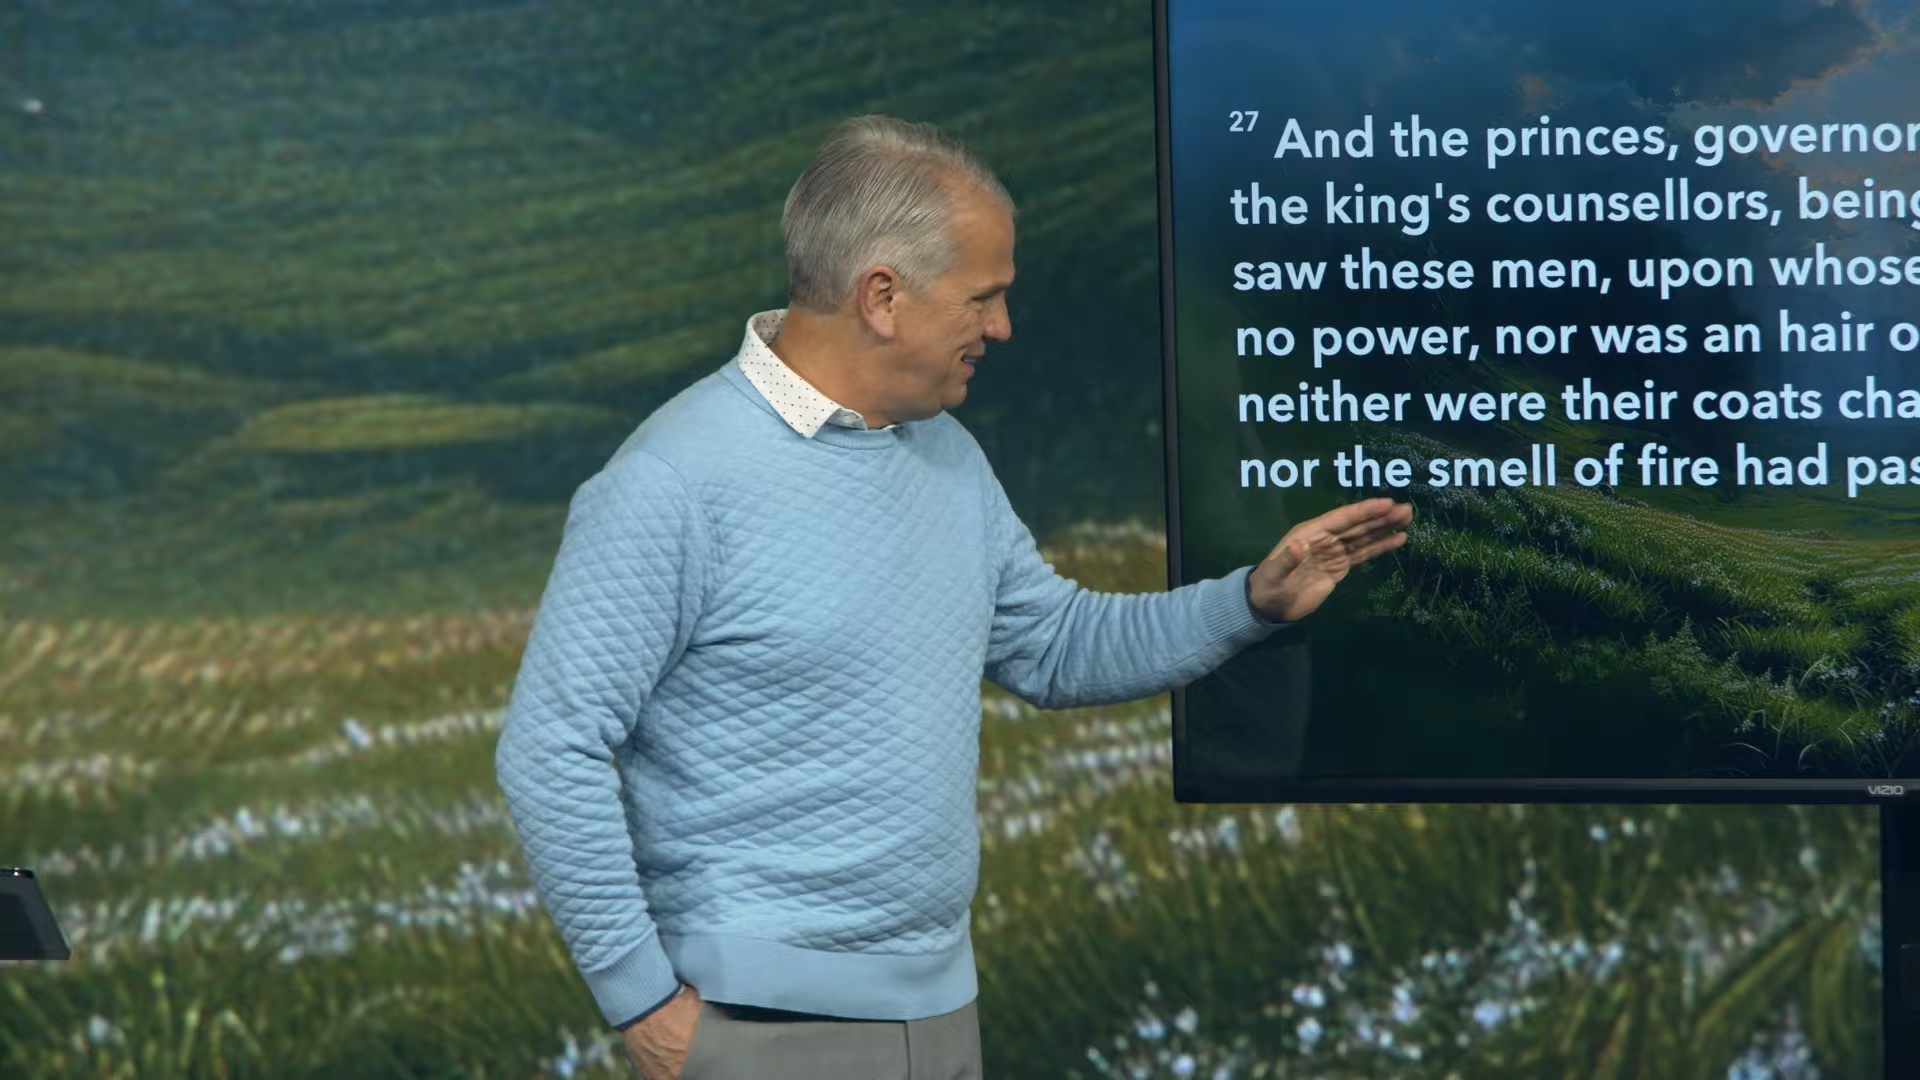 27 And the princes, governor
the king's counsellors, being
saw these men, upon whose
no power, nor was an hair o
neither were their coats cha
nor the smell of fire had pas
VIZIO